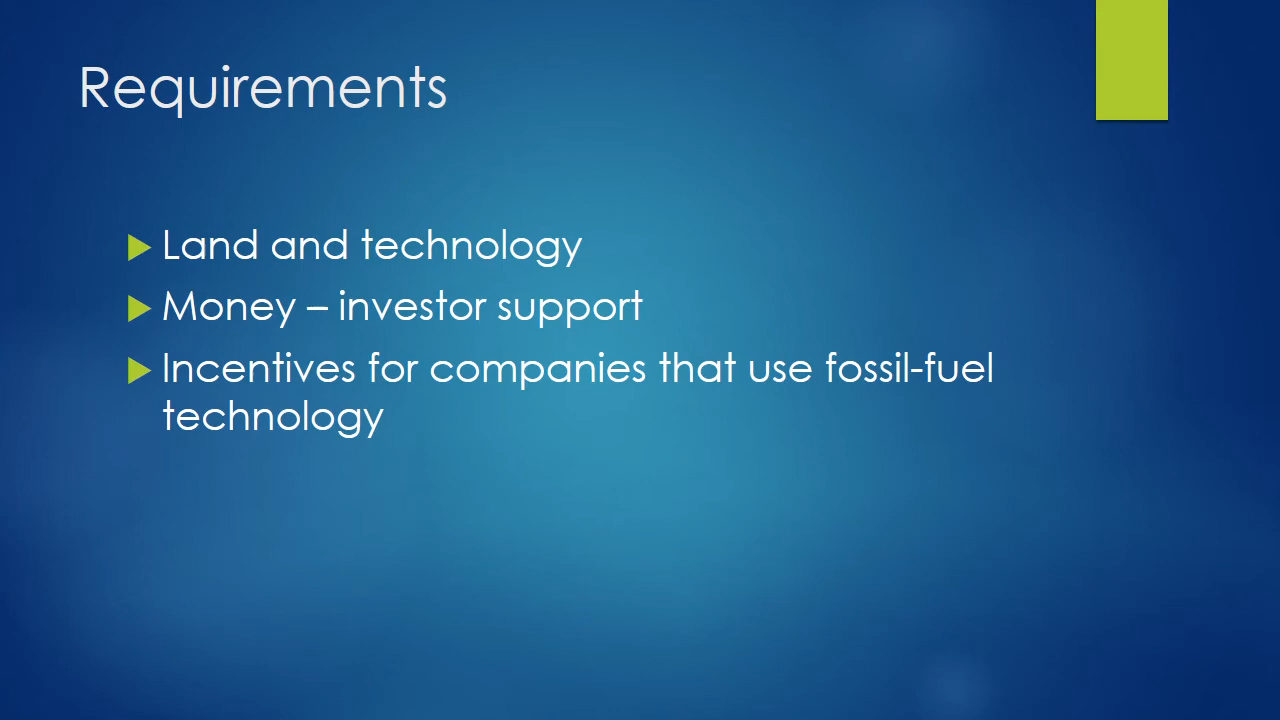 Requirements
Land and technology
Money – investor support
Incentives for companies that use fossil-fuel
technology